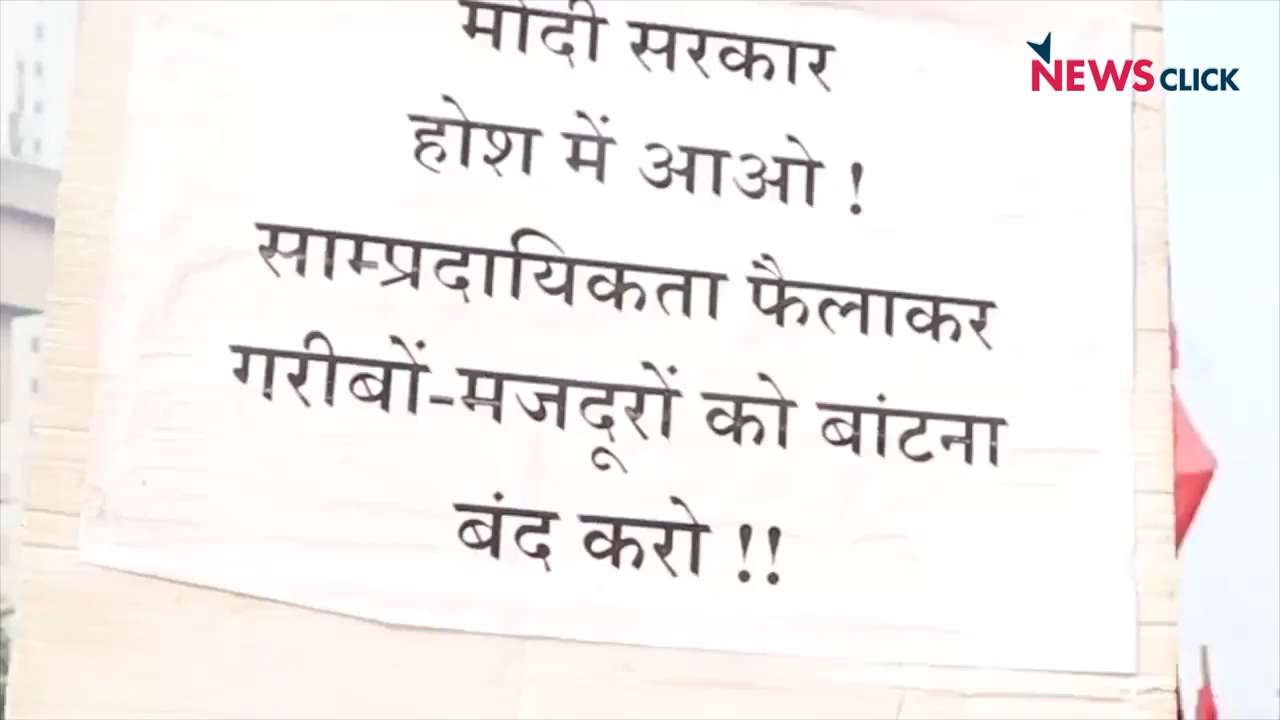 मोदी सरकार
NEWSCLICK
होश में आओ !
साम्प्रदायिकता फैलाकर
गरीबों-मजदूरों को बांटना
बंद करो !!